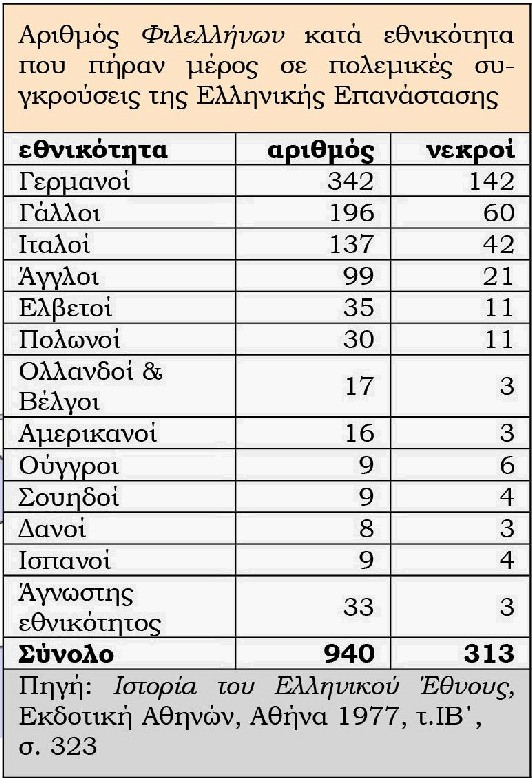 Αριθμός Φιλελλήνων κατά εθνικότητα
που πήραν μέρος σε πολεμικές συ-
γκρούσεις της Ελληνικής Επανάστασης
εθνικότητα αριθμός νεκροί
Γερμανοί 342 142
Γάλλοι 196 60
Ιταλοί 137 42
Άγγλοι 99 21
Ελβετοί 35 11
Πολωνοί 30 11
Ολλανδοί &
Βέλγοι 17 3
Αμερικανοί 16 3
Ούγγροι 9 6
Σουηδοί 9 4
Δανοί 8 3
Ισπανοί 9 4
Άγνωστης
εθνικότητος 33 3
Σύνολο 940 313
Πηγή: Ιστορία του Ελληνικού Έθνους,
Εκδοτική Αθηνών, Αθήνα 1977, τ.ΙΒ΄,
σ. 323